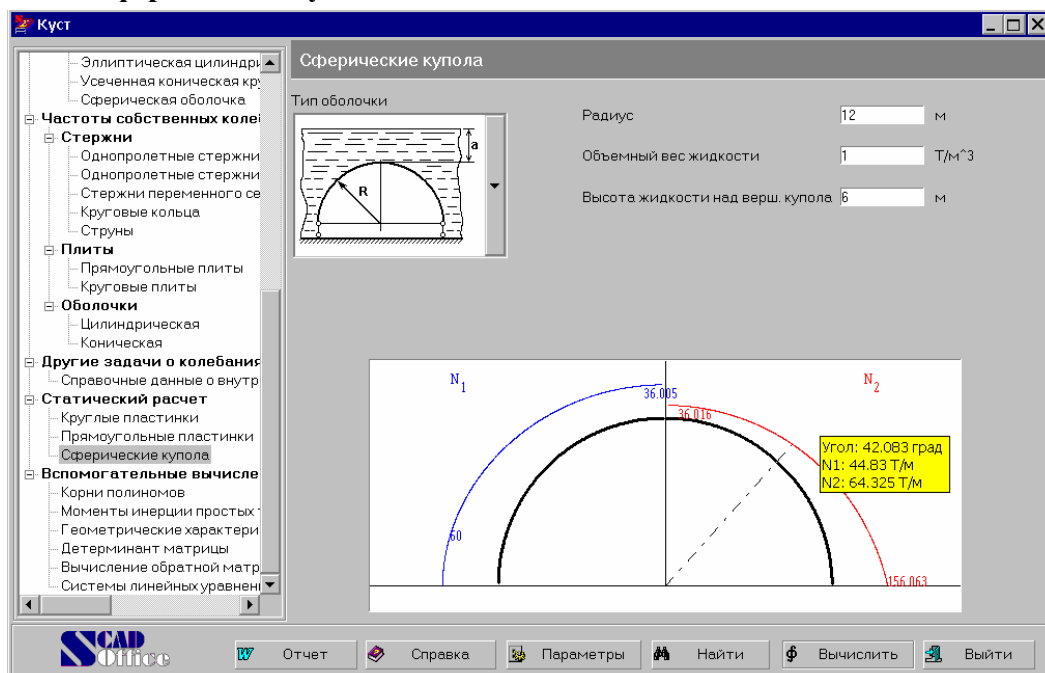 Куст
Эллиптическая цилиндри
Усеченная коническая кру
Сферическая оболочка
Частоты собственных колеб
Стержни
Однопролетные стержни
Однопролетные стержни
Стержни переменного се
Круговые кольца
Струны
Плиты
Прямоугольные плиты
Круговые плиты
Оболочки
Цилиндрическая
Коническая
Другие задачи о колебания
Справочные данные о внутр
Статический расчет
Круглые пластинки
Прямоугольные пластинки
Сферические купола
Вспомогательные вычисле
Корни полиномов
Моменты инерции простых
Геометрические характери
Детерминант матрицы
Вычисление обратной матр
Системы линейных уравнен
Сферические купола
Тип оболочки
a
R
Радиус 12 м
Объемный вес жидкости 1 Т/м^3
Высота жидкости над верш. купола 6 м
N1 N2
36.005
36.016
Угол: 42.083 град
N1: 44.83 Т/м
N2: 64.325 Т/м
60
156.063
SCAD Office
Отчет Справка Параметры Найти Вычислить Выйти